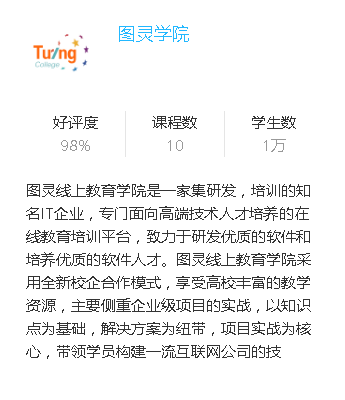 图灵学院
Turing
College
好评度 课程数 学生数
98% 10 1万
图灵线上教育学院是一家集研发，培训的知
名IT企业，专门面向高端技术人才培养的在
线教育培训平台，致力于研发优质的软件和
培养优质的软件人才。图灵线上教育学院采
用全新校企合作模式，享受高校丰富的教学
资源，主要侧重企业级项目的实战，以知识
点为基础，解决方案为纽带，项目实战为核
心，带领学员构建一流互联网公司的技